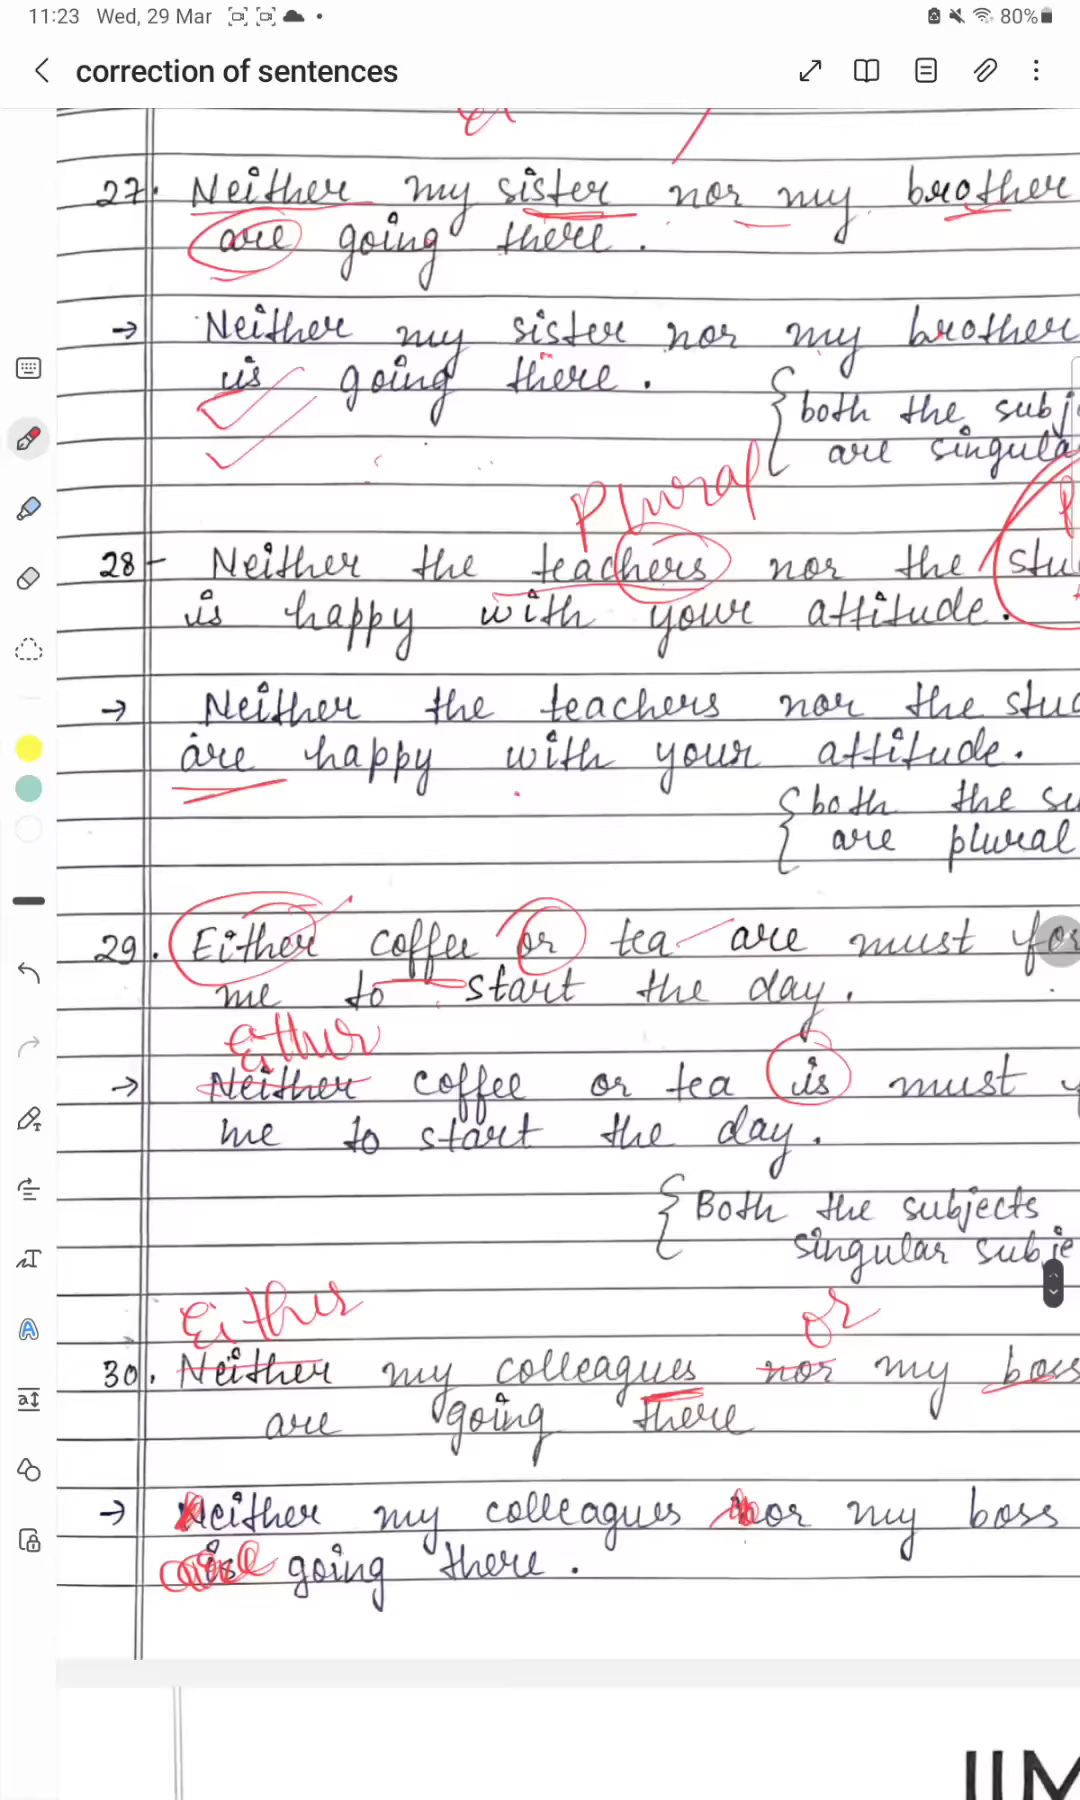 11:23 Wed, 29 Mar
80%
correction of sentences
27. Neither my sister nor my brother
are going there.
→ Neither my sister nor my brother
is going there.
both the subj
are singula
Plural
28 - Neither the teachers nor the stu
is happy with your attitude.
→ Neither the teachers nor the stud
are happy with your attitude.
both the su
are plural
29. Either coffee or tea are must for
me to start the day.
Either
→ Neither coffee or tea is must
me to start the day.
Both the subjects
singular subje
Either or
30. Neither my colleagues nor my boss
are going there
→ Neither my colleagues nor my boss
is going there.
IIM